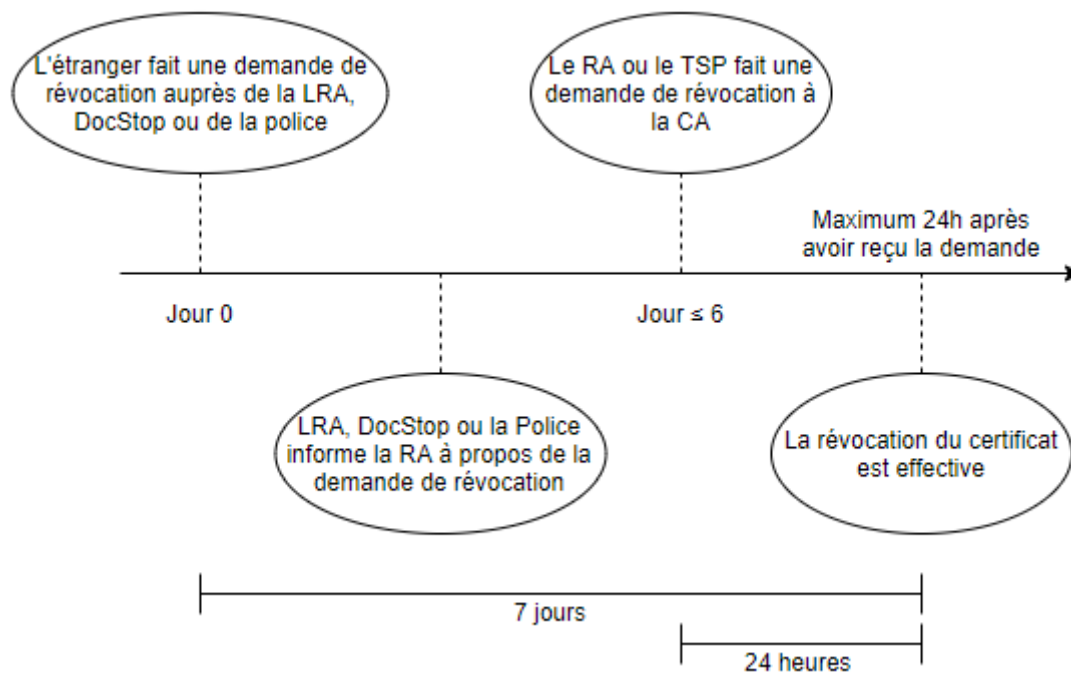 L'étranger fait une demande de
révocation auprès de la LRA,
DocStop ou de la police
Le RA ou le TSP fait une
demande de révocation à
la CA
Maximum 24h après
avoir reçu la demande
Jour 0
Jour ≤ 6
LRA, DocStop ou la Police
informe la RA à propos de la
demande de révocation
La révocation du certificat
est effective
7 jours
24 heures